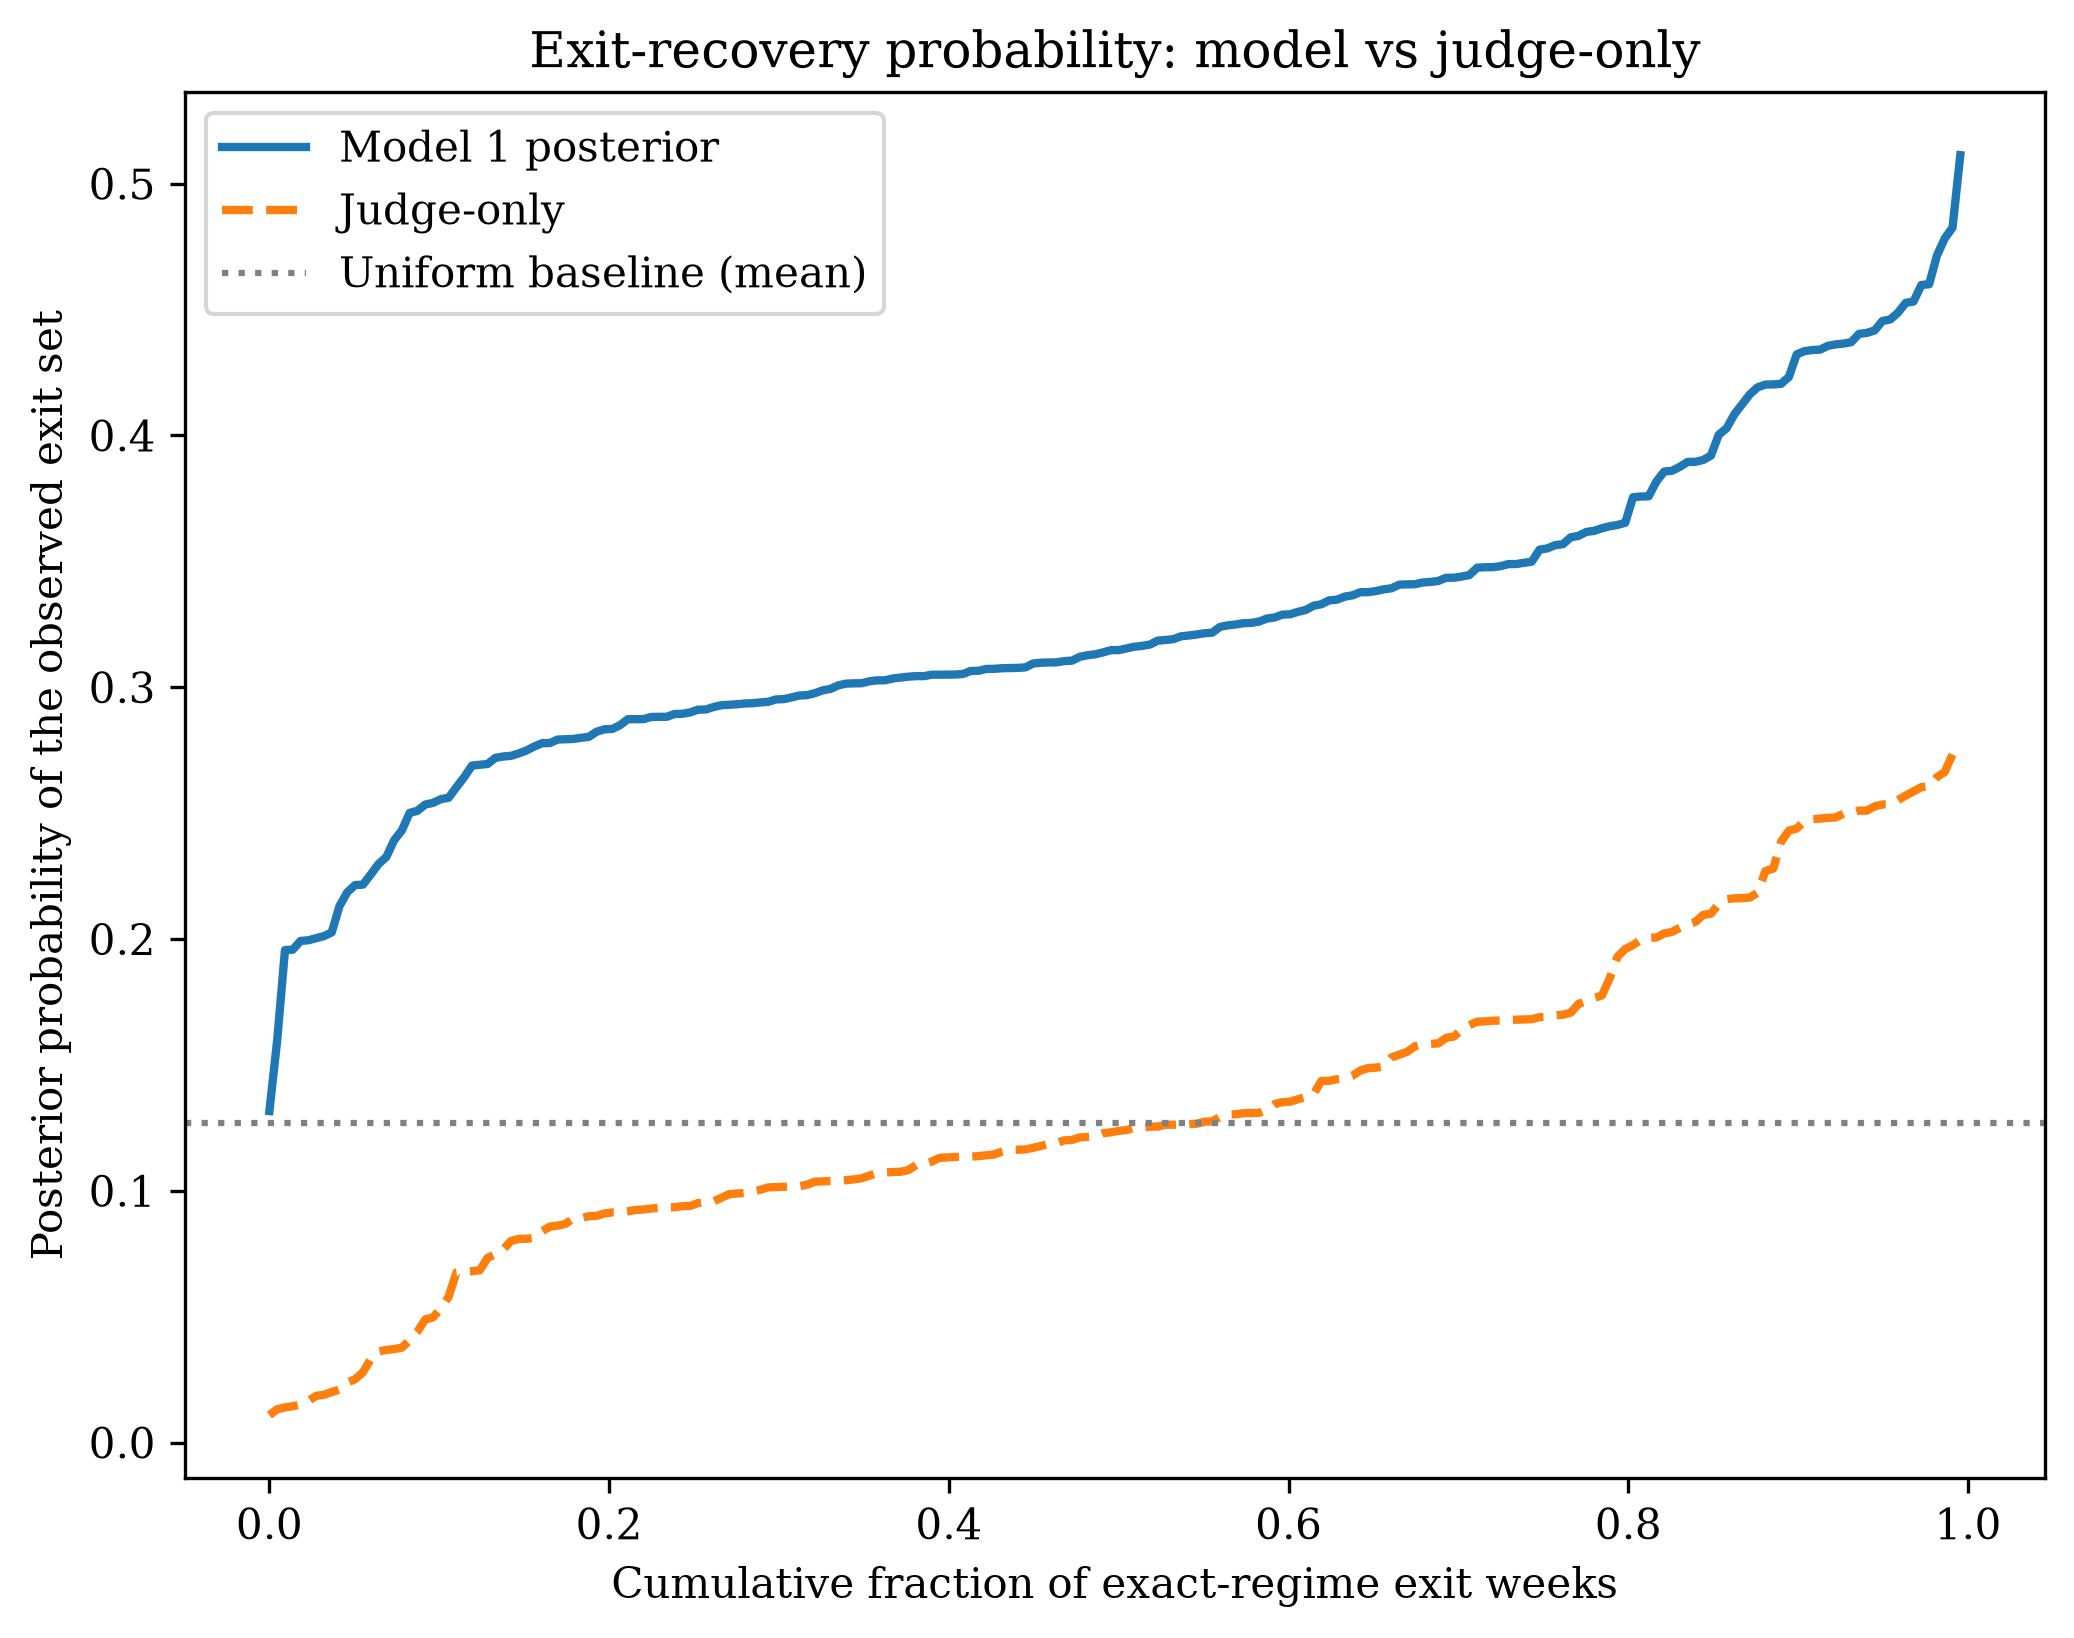 Exit-recovery probability: model vs judge-only
Model 1 posterior
Judge-only
Uniform baseline (mean)
Posterior probability of the observed exit set
0.5
0.4
0.3
0.2
0.1
0.0
0.0 0.2 0.4 0.6 0.8 1.0
Cumulative fraction of exact-regime exit weeks